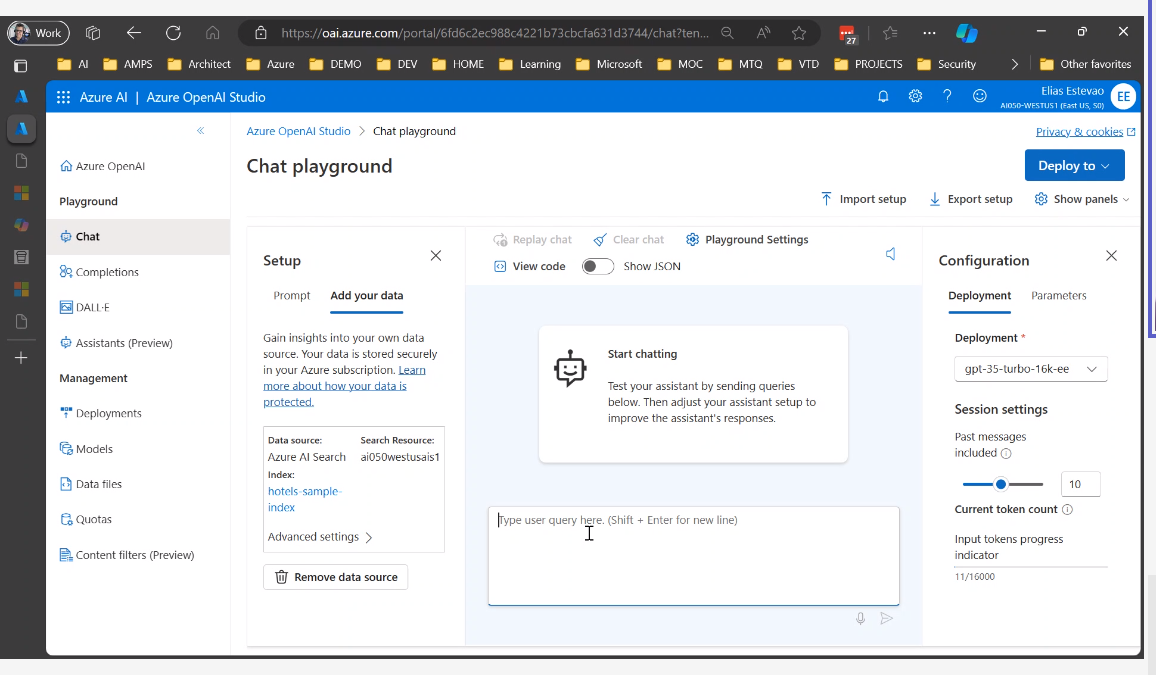 Work
https://oai.azure.com/portal/6fd6c2ec988c4221b73cbcfa631d3744/chat?ten...
27
AI
AMPS
Architect
Azure
DEMO
DEV
HOME
Learning
Microsoft
MOC
MTQ
VTD
PROJECTS
Security
Other favorites
Azure AI | Azure OpenAI Studio
Elias Estevao
AI050-WESTUS1 (East US, S0)
EE
Azure OpenAI Studio > Chat playground
Privacy & cookies
Chat playground
Deploy to
Import setup
Export setup
Show panels
Azure OpenAI
Playground
Chat
Completions
DALL·E
Assistants (Preview)
Management
Deployments
Models
Data files
Quotas
Content filters (Preview)
Setup
Prompt
Add your data
Gain insights into your own data
source. Your data is stored securely
in your Azure subscription. Learn
more about how your data is
protected.
Data source:
Azure AI Search
Search Resource:
ai050westusais1
Index:
hotels-sample-
index
Advanced settings
Remove data source
Replay chat
Clear chat
Playground Settings
View code
Show JSON
Start chatting
Test your assistant by sending queries
below. Then adjust your assistant setup to
improve the assistant's responses.
Type user query here. (Shift + Enter for new line)
Configuration
Deployment
Parameters
Deployment *
gpt-35-turbo-16k-ee
Session settings
Past messages
included
10
Current token count
Input tokens progress
indicator
11/16000